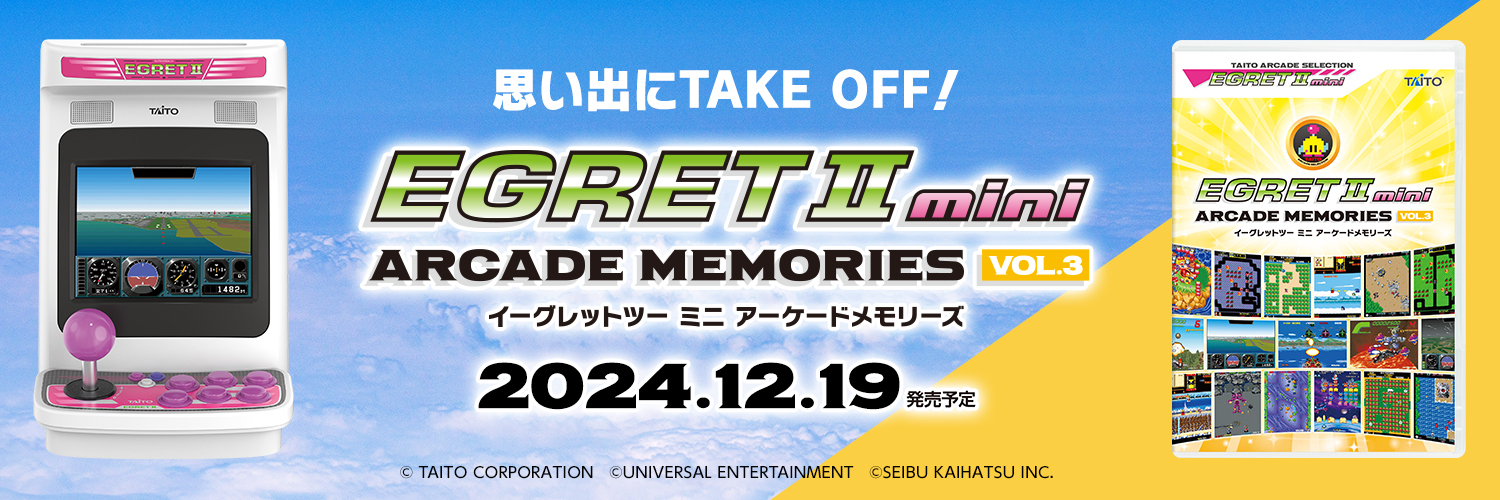 EGRET II
TAITO
TAITO
EGRET II
1482
思い出にTAKE OFF!
EGRET II mini
ARCADE MEMORIES VOL.3
イーグレットツー ミニ アーケードメモリーズ
2024.12.19 発売予定
© TAITO CORPORATION ©UNIVERSAL ENTERTAINMENT ©SEIBU KAIHATSU INC.
TAITO ARCADE SELECTION
EGRET II mini
TAITO
EGRET II mini
ARCADE MEMORIES VOL.3
イーグレットツー ミニ アーケードメモリーズ